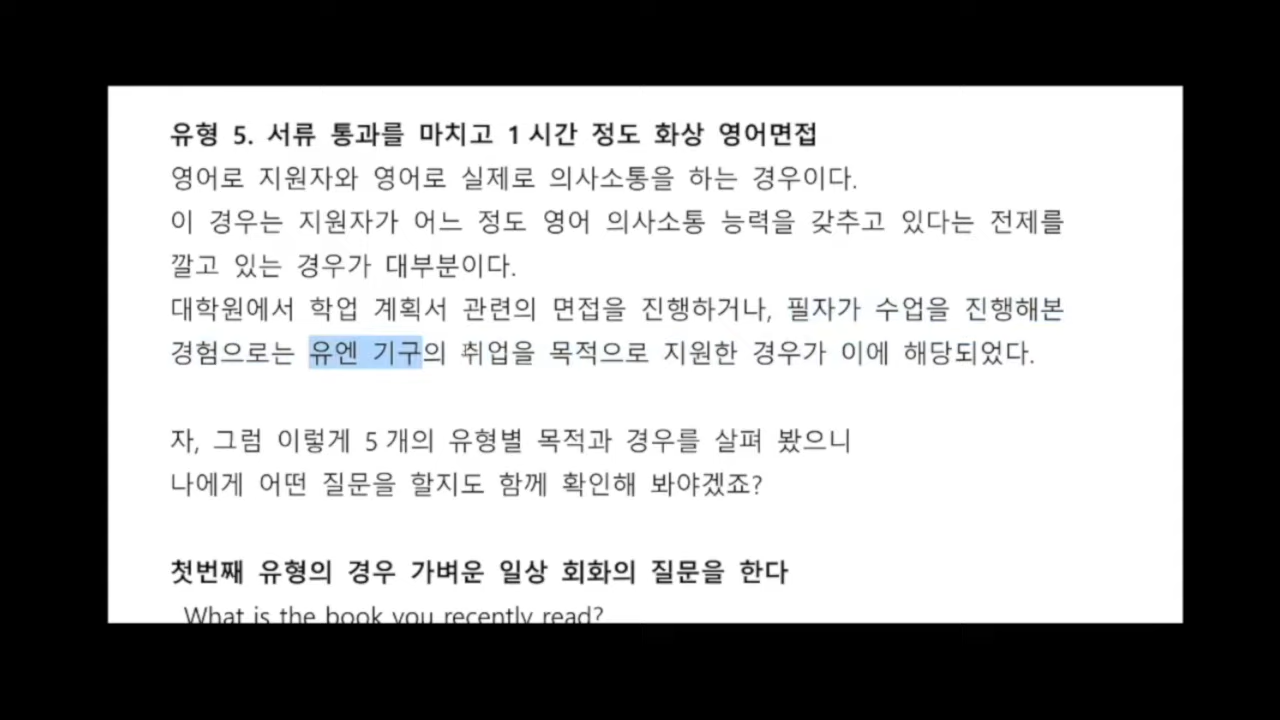 유형 5. 서류 통과를 마치고 1시간 정도 화상 영어면접
영어로 지원자와 영어로 실제로 의사소통을 하는 경우이다.
이 경우는 지원자가 어느 정도 영어 의사소통 능력을 갖추고 있다는 전제를
깔고 있는 경우가 대부분이다.
대학원에서 학업 계획서 관련의 면접을 진행하거나, 필자가 수업을 진행해본
경험으로는 유엔 기구의 취업을 목적으로 지원한 경우가 이에 해당되었다.
자, 그럼 이렇게 5개의 유형별 목적과 경우를 살펴 봤으니
나에게 어떤 질문을 할지도 함께 확인해 봐야겠죠?
첫번째 유형의 경우 가벼운 일상 회화의 질문을 한다
What is the book you recently read?